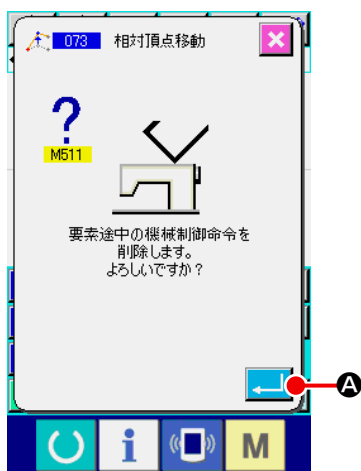 073 相対頂点移動
?
M511
要素途中の機械制御命令を
削除します。
よろしいですか？
A
i M